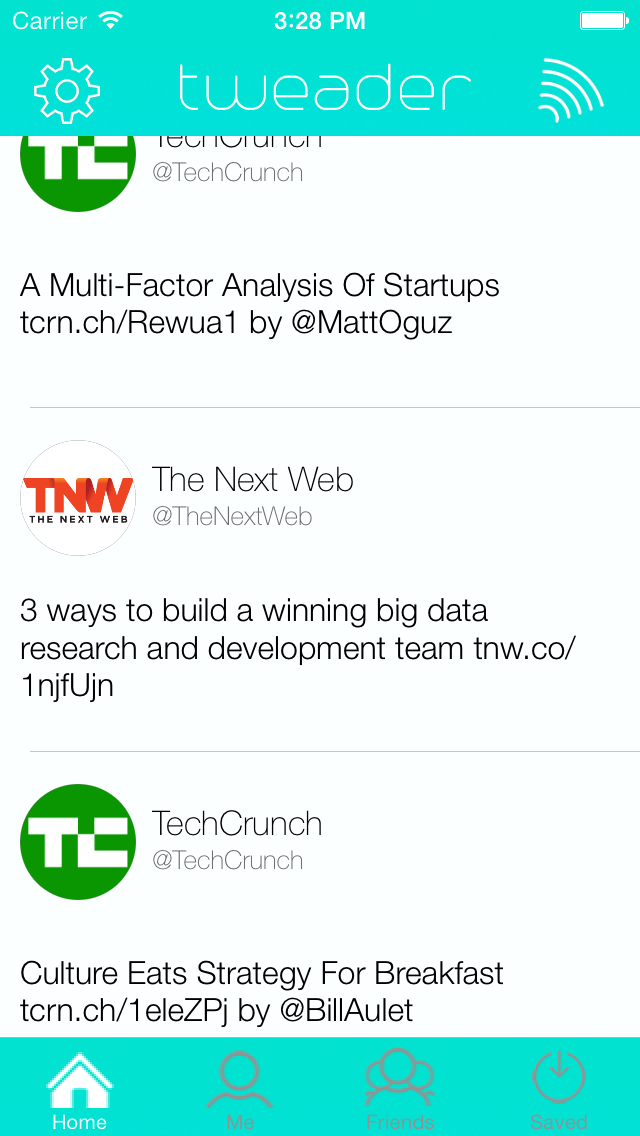 Carrier 3:28 PM
tweader
TechCrunch
@TechCrunch
A Multi-Factor Analysis Of Startups
tcrn.ch/Rewua1 by @MattOguz
TNW
THE NEXT WEB
The Next Web
@TheNextWeb
3 ways to build a winning big data
research and development team tnw.co/
1njfUjn
TC
TechCrunch
@TechCrunch
Culture Eats Strategy For Breakfast
tcrn.ch/1eleZPj by @BillAulet
Home Me Friends Saved